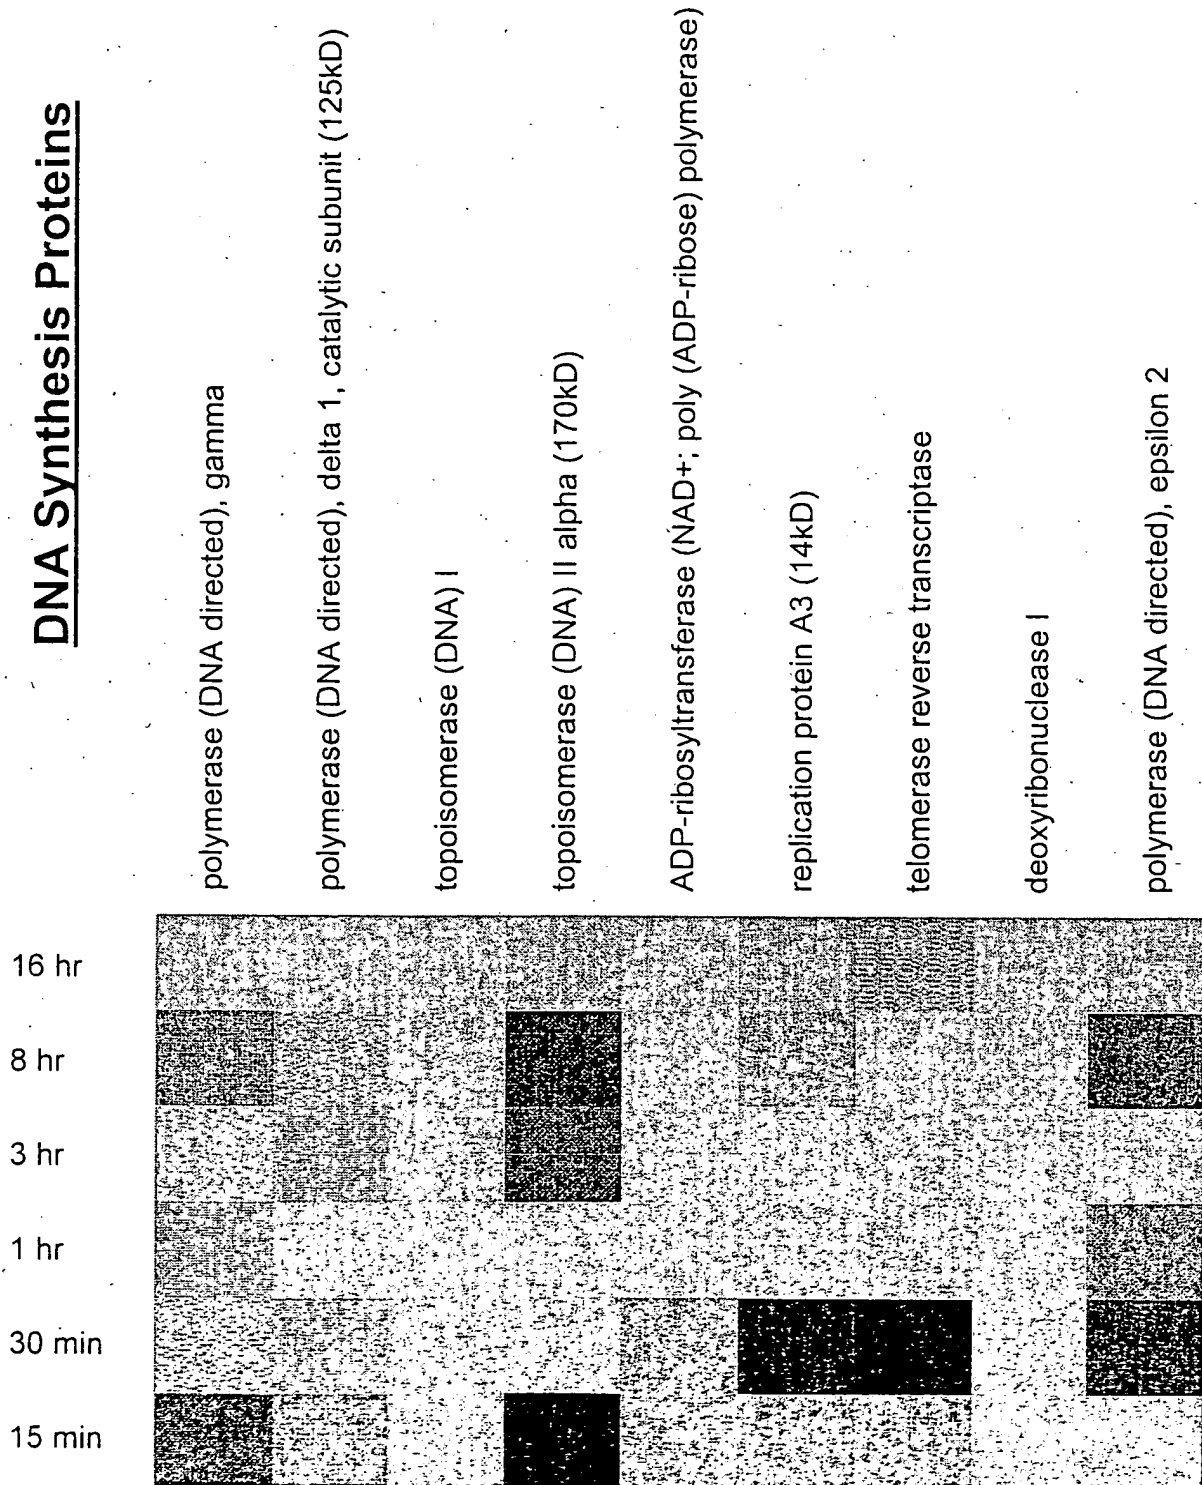 DNA Synthesis Proteins
polymerase (DNA directed), gamma
polymerase (DNA directed), delta 1, catalytic subunit (125kD)
topoisomerase (DNA) I
topoisomerase (DNA) II alpha (170kD)
ADP-ribosyltransferase (NAD+; poly (ADP-ribose) polymerase)
replication protein A3 (14kD)
telomerase reverse transcriptase
deoxyribonuclease I
polymerase (DNA directed), epsilon 2
16 hr
8 hr
3 hr
1 hr
30 min
15 min